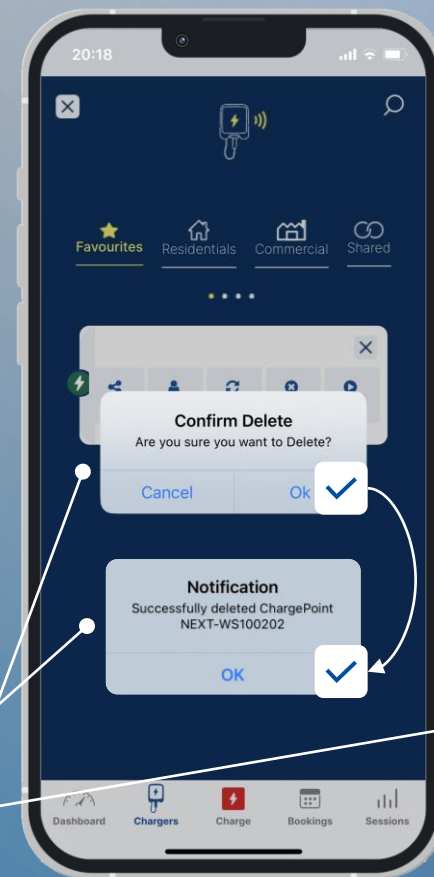 20:18
Favourites
Residentials
Commercial
Shared
Confirm Delete
Are you sure you want to Delete?
Cancel
Ok
Notification
Successfully deleted ChargePoint
NEXT-WS100202
OK
Dashboard
Chargers
Charge
Bookings
Sessions